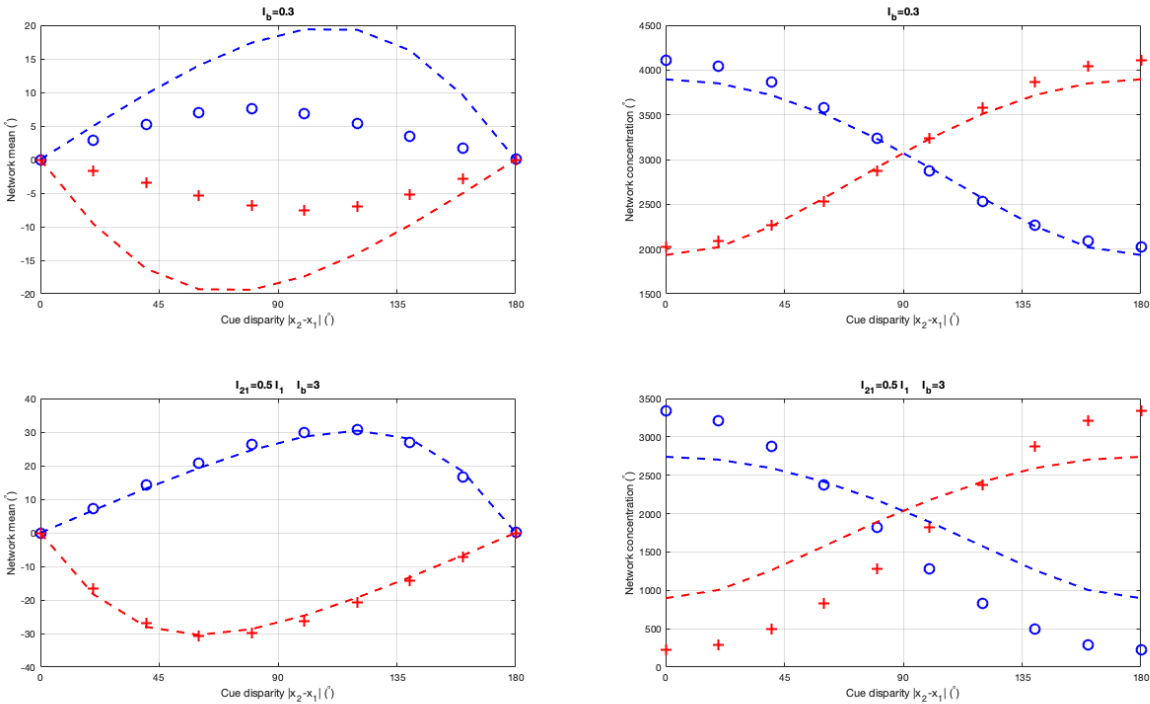 I_b=0.3
20
15
10
5
0
-5
-10
-15
-20
Network mean (°)
0 45 90 135 180
Cue disparity |x_2-x_1| (°)
I_b=0.3
4500
4000
3500
3000
2500
2000
1500
Network concentration (°)
0 45 90 135 180
Cue disparity |x_2-x_1| (°)
I_21=0.5 I_1 I_b=3
40
30
20
10
0
-10
-20
-30
-40
Network mean (°)
0 45 90 135 180
Cue disparity |x_2-x_1| (°)
I_21=0.5 I_1 I_b=3
3500
3000
2500
2000
1500
1000
500
0
Network concentration (°)
0 45 90 135 180
Cue disparity |x_2-x_1| (°)